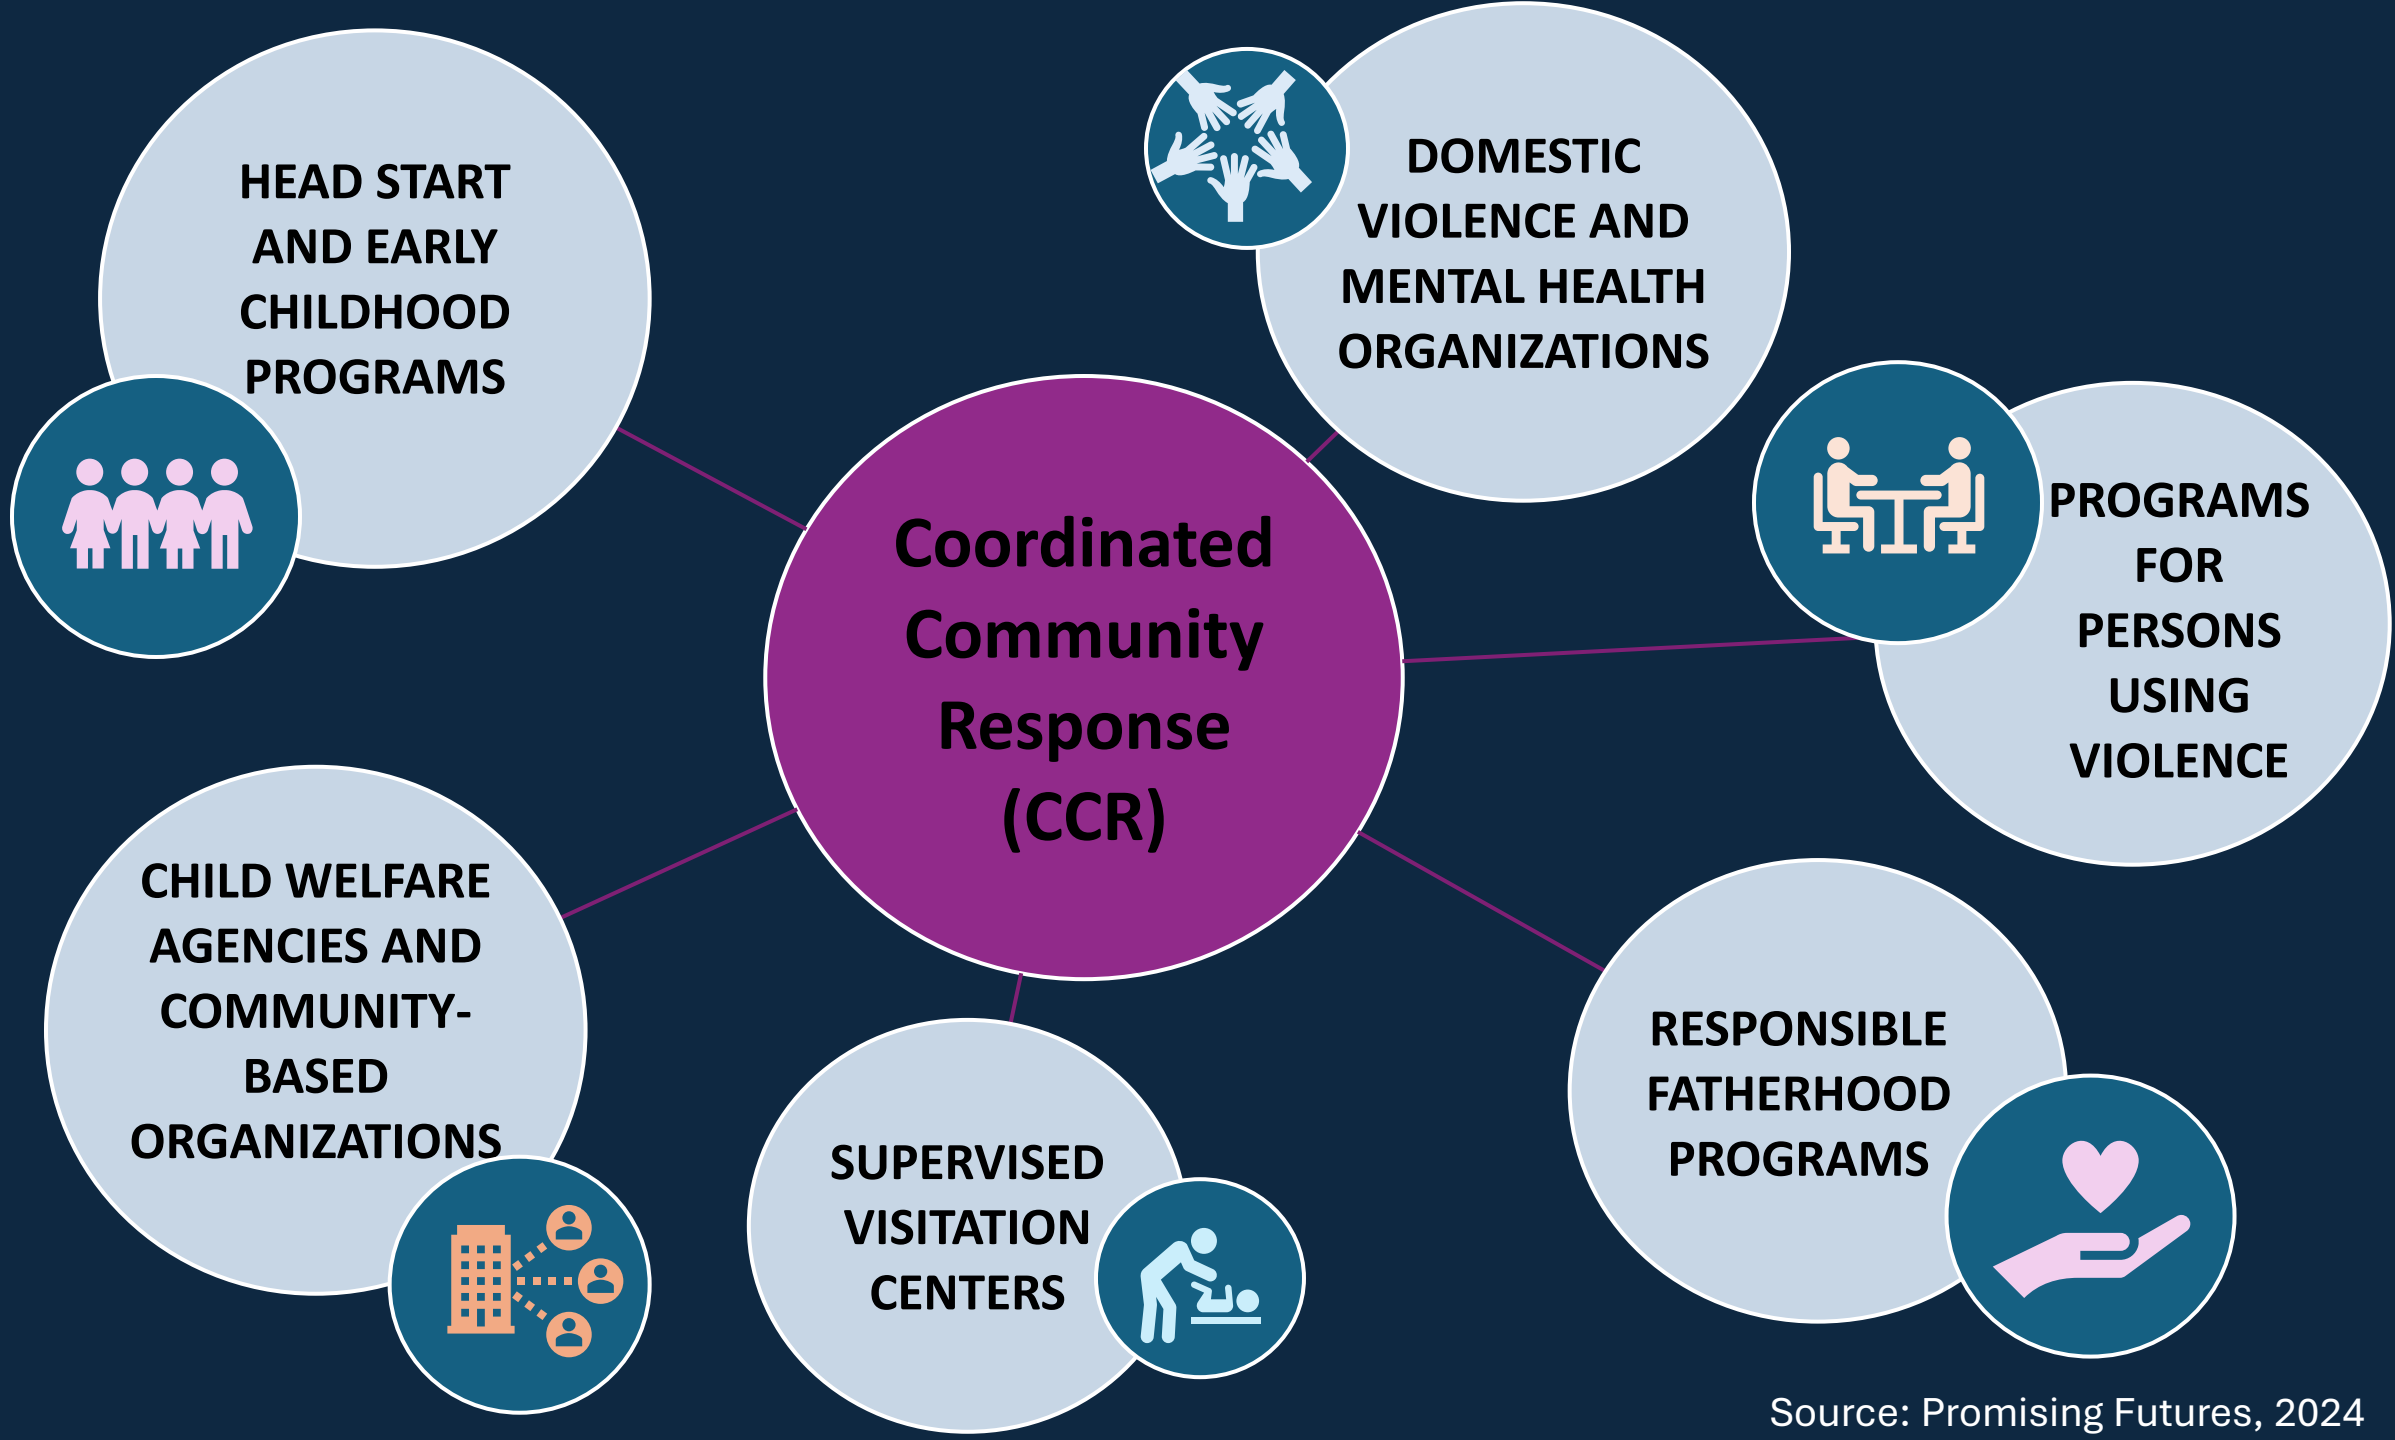 HEAD START
AND EARLY
CHILDHOOD
PROGRAMS
DOMESTIC
VIOLENCE AND
MENTAL HEALTH
ORGANIZATIONS
PROGRAMS
FOR
PERSONS
USING
VIOLENCE
Coordinated
Community
Response
(CCR)
CHILD WELFARE
AGENCIES AND
COMMUNITY-
BASED
ORGANIZATIONS
SUPERVISED
VISITATION
CENTERS
RESPONSIBLE
FATHERHOOD
PROGRAMS
Source: Promising Futures, 2024